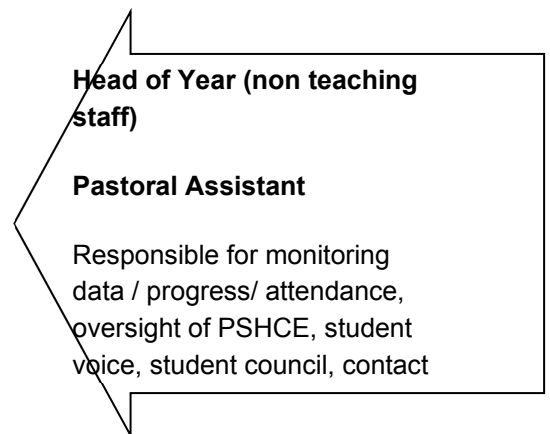 Head of Year (non teaching
staff)
Pastoral Assistant
Responsible for monitoring
data / progress/ attendance,
oversight of PSHCE, student
voice, student council, contact